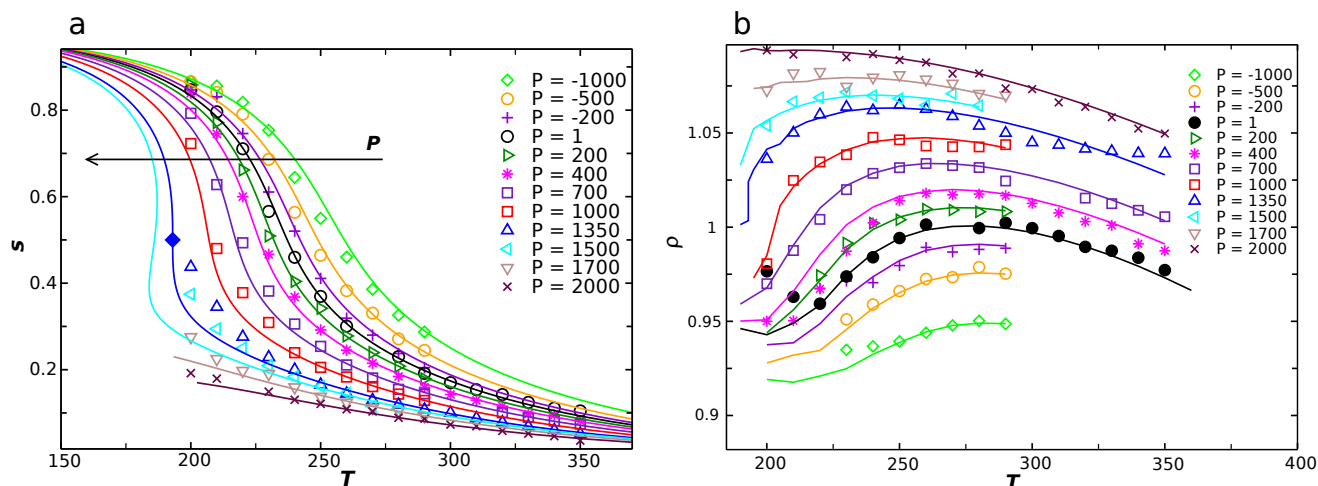 a
s
0.8
0.6
0.4
0.2
P
P = -1000
P = -500
P = -200
P = 1
P = 200
P = 400
P = 700
P = 1000
P = 1350
P = 1500
P = 1700
P = 2000
150 200 250 300 350
T
b
ρ
1.05
1
0.95
0.9
P = -1000
P = -500
P = -200
P = 1
P = 200
P = 400
P = 700
P = 1000
P = 1350
P = 1500
P = 1700
P = 2000
200 250 300 350 400
T